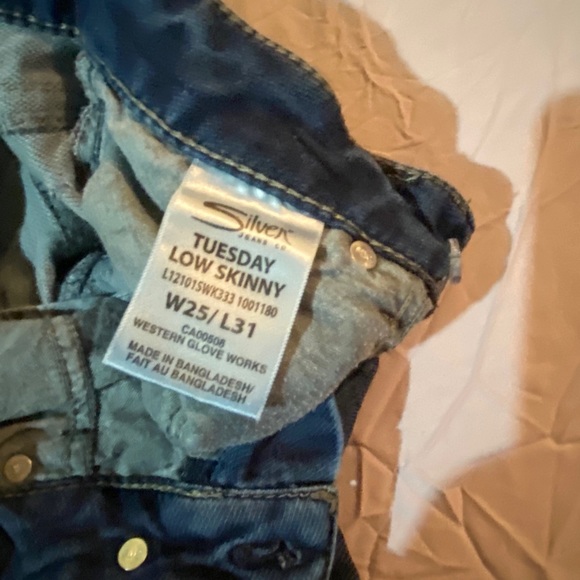 Silver
JEANS CO.
TUESDAY
LOW SKINNY
L12101SWK333 1001180
W25/L31
CA00608
WESTERN GLOVE WORKS
MADE IN BANGLADESH/
FAIT AU BANGLADESH